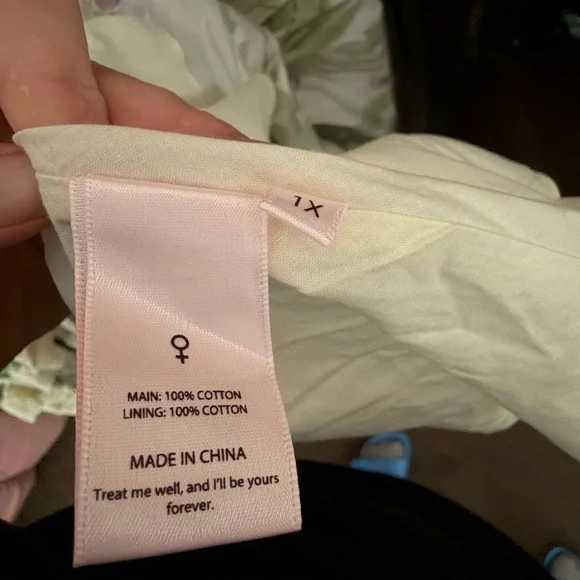 1X
♀
MAIN: 100% COTTON
LINING: 100% COTTON
MADE IN CHINA
Treat me well, and I'll be yours
forever.